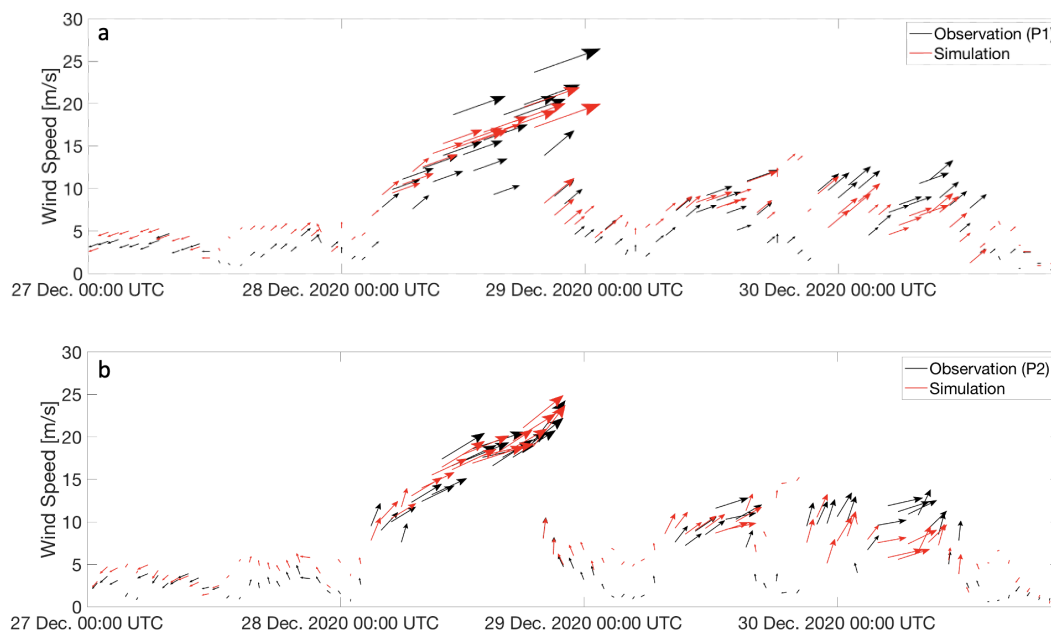 a
30
25
20
15
10
5
0
Wind Speed [m/s]
Observation (P1)
Simulation
27 Dec. 00:00 UTC
28 Dec. 2020 00:00 UTC
29 Dec. 2020 00:00 UTC
30 Dec. 2020 00:00 UTC
b
30
25
20
15
10
5
0
Wind Speed [m/s]
Observation (P2)
Simulation
27 Dec. 00:00 UTC
28 Dec. 2020 00:00 UTC
29 Dec. 2020 00:00 UTC
30 Dec. 2020 00:00 UTC